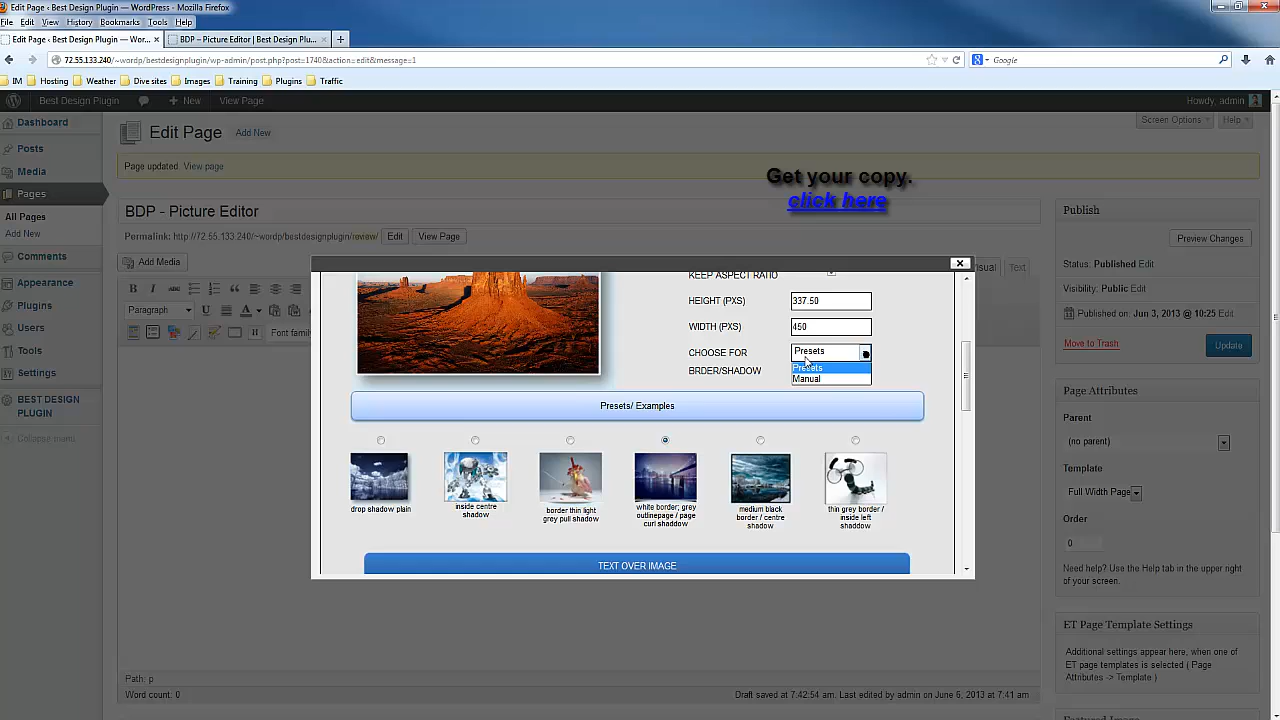 Edit Page ‹ Best Design Plugin — WordPress - Mozilla Firefox
File Edit View History Bookmarks Tools Help
Edit Page ‹ Best Design Plugin — Wor... × BDP – Picture Editor | Best Design Plu... × +
72.55.133.240/~wordp/bestdesignplugin/wp-admin/post.php?post=1740&action=edit&message=1
Google
IM Hosting Weather Dive sites Images Training Plugins Traffic
Best Design Plugin + New View Page Howdy, admin
Screen Options Help
Dashboard
Posts
Media
Pages
All Pages
Add New
Comments
Appearance
Plugins
Users
Tools
Settings
BEST DESIGN
PLUGIN
Collapse menu
Edit Page Add New
Page updated. View page
Get your copy.
click here
BDP - Picture Editor
Permalink: http://72.55.133.240/~wordp/bestdesignplugin/review/ Edit View Page
Add Media
Visual Text
B I ABC
Paragraph U A
Font family
KEEP ASPECT RATIO
HEIGHT (PXS) 337.50
WIDTH (PXS) 450
CHOOSE FOR Presets
BRDER/SHADOW
Presets
Manual
Presets/ Examples
drop shadow plain
inside centre
shadow
border thin light
grey pull shadow
white border; grey
outlinepage / page
curl shaddow
medium black
border / centre
shadow
thin grey border /
inside left
shaddow
TEXT OVER IMAGE
Path: p
Word count: 0 Draft saved at 7:42:54 am. Last edited by admin on June 6, 2013 at 7:41 am
Publish
Preview Changes
Status: Published Edit
Visibility: Public Edit
Published on: Jun 3, 2013 @ 10:25 Edit
Move to Trash Update
Page Attributes
Parent
(no parent)
Template
Full Width Page
Order
0
Need help? Use the Help tab in the upper right
of your screen.
ET Page Template Settings
Additional settings appear here, when one of
ET page templates is selected ( Page
Attributes -> Template )
Featured Image